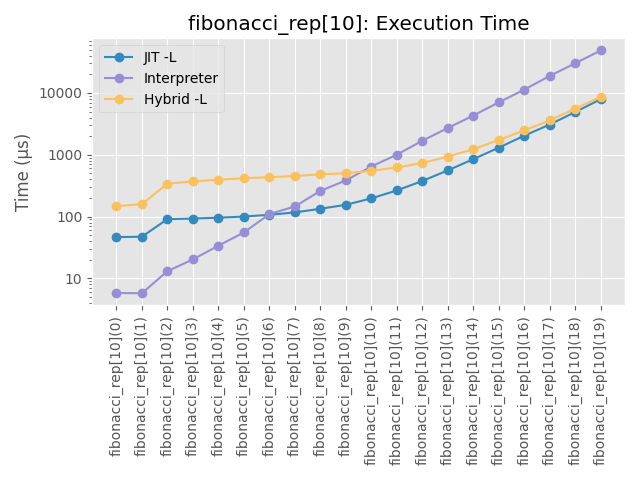 fibonacci_rep[10]: Execution Time
JIT -L
Interpreter
Hybrid -L
Time (µs)
10000
1000
100
10
fibonacci_rep[10](0)
fibonacci_rep[10](1)
fibonacci_rep[10](2)
fibonacci_rep[10](3)
fibonacci_rep[10](4)
fibonacci_rep[10](5)
fibonacci_rep[10](6)
fibonacci_rep[10](7)
fibonacci_rep[10](8)
fibonacci_rep[10](9)
fibonacci_rep[10](10)
fibonacci_rep[10](11)
fibonacci_rep[10](12)
fibonacci_rep[10](13)
fibonacci_rep[10](14)
fibonacci_rep[10](15)
fibonacci_rep[10](16)
fibonacci_rep[10](17)
fibonacci_rep[10](18)
fibonacci_rep[10](19)